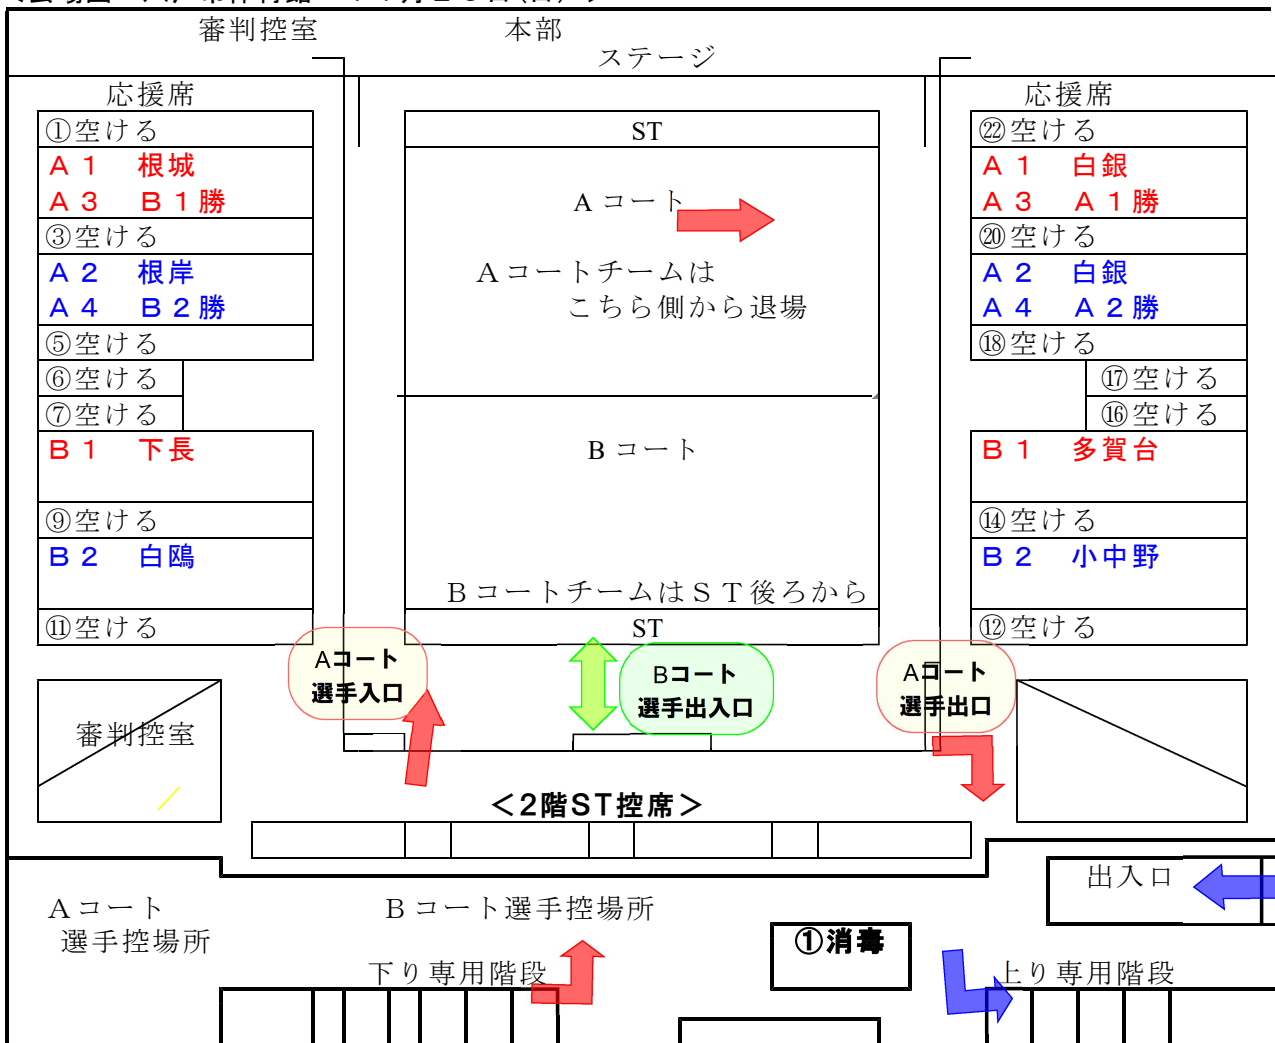 審判控室 本部
ステージ
応援席
①空ける
A1 根城
A3 B1勝
③空ける
A2 根岸
A4 B2勝
⑤空ける
⑥空ける
⑦空ける
B1 下長
⑨空ける
B2 白鴎
⑪空ける
ST
Aコート
Aコートチームは
こちら側から退場
Bコート
BコートチームはST後ろから
ST
応援席
㉒空ける
A1 白銀
A3 A1勝
⑳空ける
A2 白銀
A4 A2勝
⑱空ける
⑰空ける
⑯空ける
B1 多賀台
⑭空ける
B2 小中野
⑫空ける
Aコート
選手入口
Bコート
選手出入口
Aコート
選手出口
審判控室
<2階ST控席>
出入口
Aコート
選手控場所
Bコート選手控場所
①消毒
下り専用階段
上り専用階段